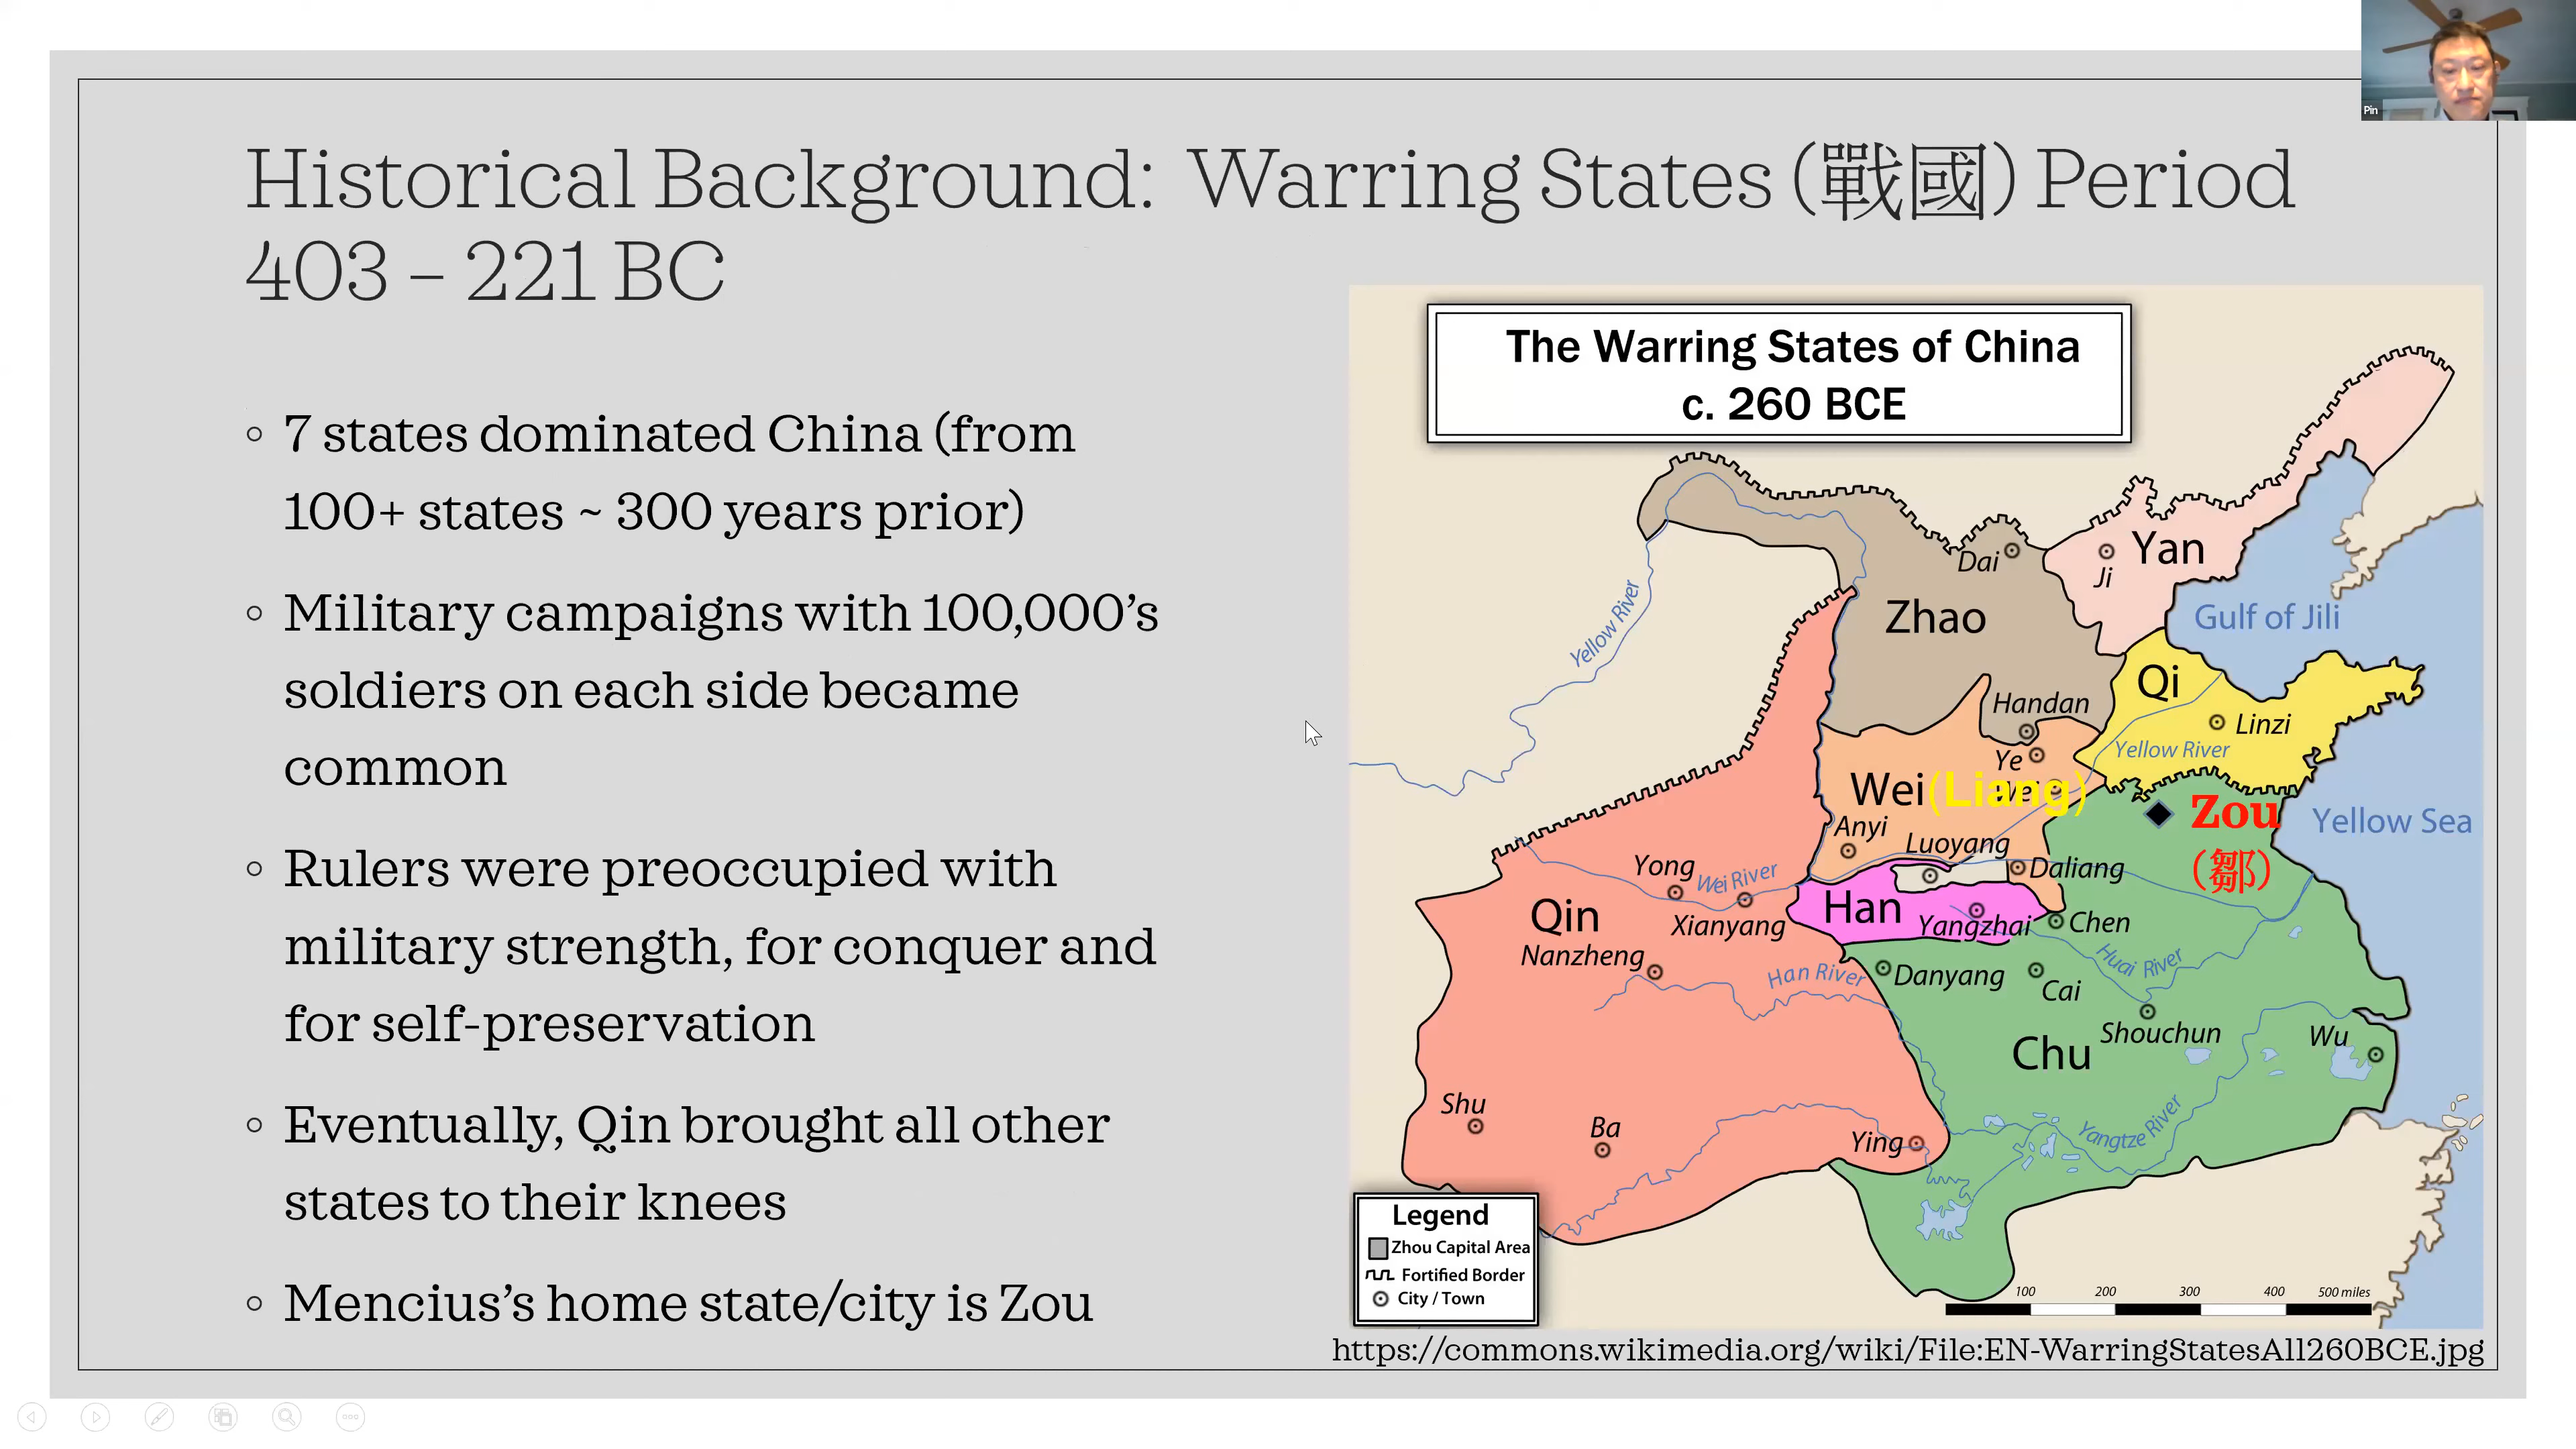 Pin
Historical Background:  Warring States (戰國) Period
403 – 221 BC
◦ 7 states dominated China (from
100+ states ~ 300 years prior)
◦ Military campaigns with 100,000’s
soldiers on each side became
common
◦ Rulers were preoccupied with
military strength, for conquer and
for self-preservation
◦ Eventually, Qin brought all other
states to their knees
◦ Mencius’s home state/city is Zou
The Warring States of China
c. 260 BCE
Yan
Dai
Ji
Zhao
Gulf of Jili
Yellow River
Qi
Handan
Linzi
Yellow River
Ye
Wei(Liang)
Wei
Zou
(鄒)
Yellow Sea
Anyi
Luoyang
Yong
Wei River
Daliang
Qin
Han
Xianyang
Yangzhai
Chen
Nanzheng
Huai River
Han River
Danyang
Cai
Shouchun
Wu
Chu
Shu
Ba
Ying
Yangtze River
Legend
Zhou Capital Area
Fortified Border
City / Town
100 200 300 400 500 miles
https://commons.wikimedia.org/wiki/File:EN-WarringStatesAll260BCE.jpg